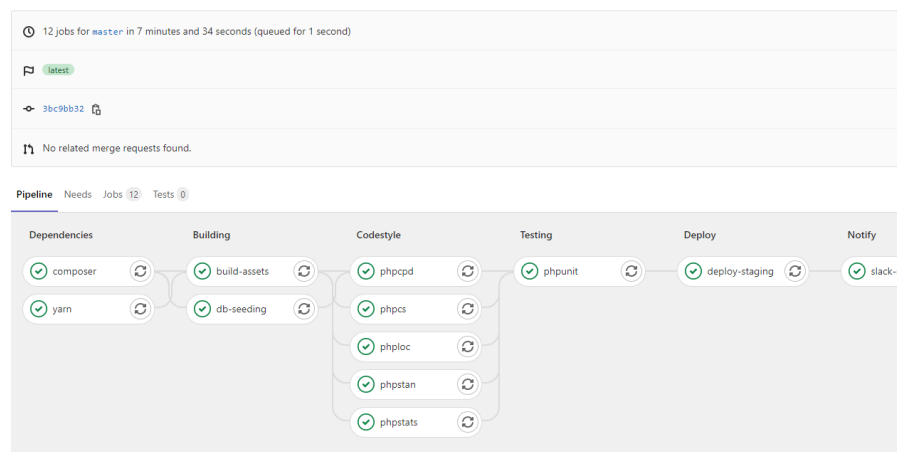 12 jobs for master in 7 minutes and 34 seconds (queued for 1 second)
latest
3bc9bb32
No related merge requests found.
Pipeline Needs Jobs 12 Tests 0
Dependencies Building Codestyle Testing Deploy Notify
composer build-assets phpcpd phpunit deploy-staging slack-
yarn db-seeding phpcs
phploc
phpstan
phpstats